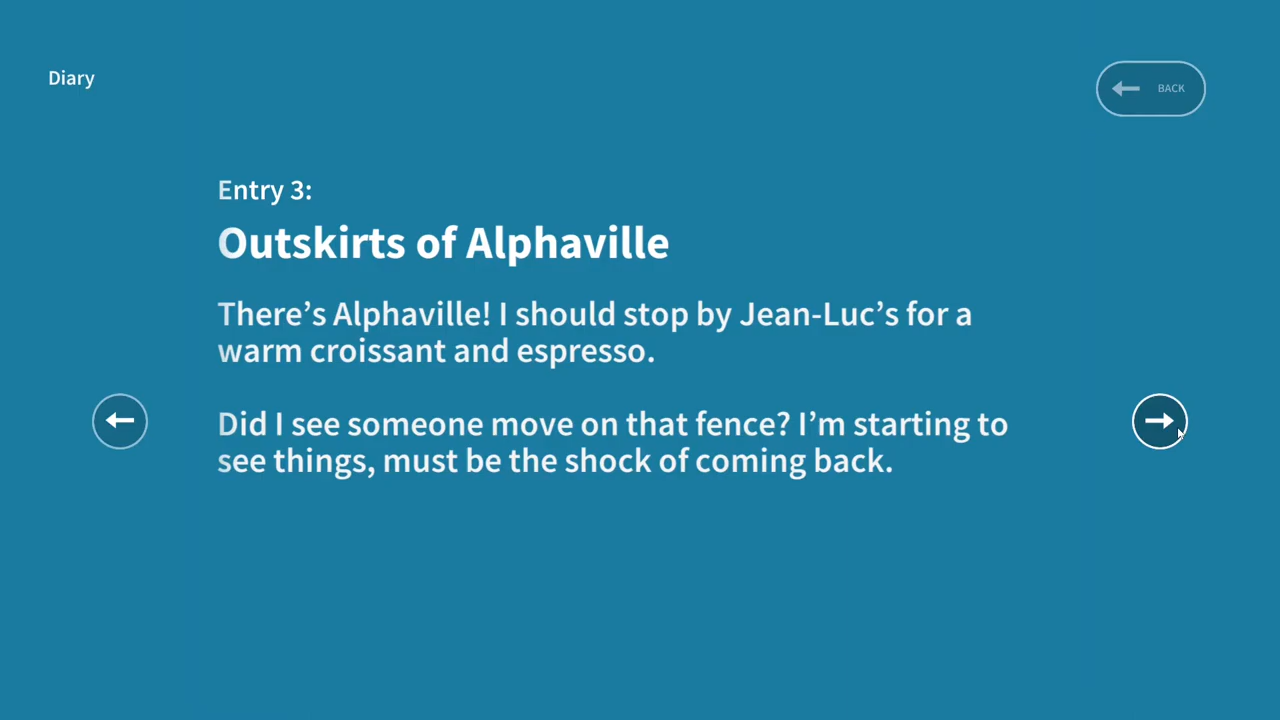 Diary
BACK
Entry 3:
Outskirts of Alphaville
There’s Alphaville! I should stop by Jean-Luc’s for a
warm croissant and espresso.
Did I see someone move on that fence? I’m starting to
see things, must be the shock of coming back.